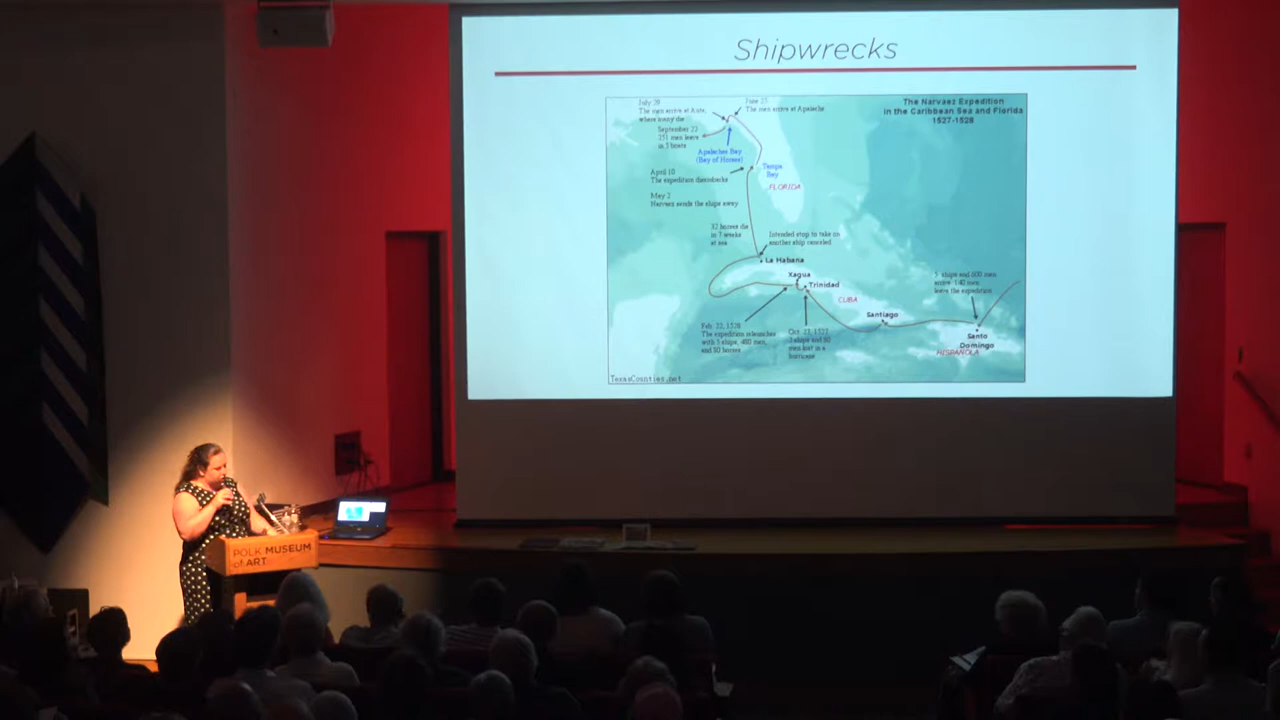 Shipwrecks
The Narvaez Expedition
in the Caribbean Sea and Florida
1527-1528
July 28
The men arrive at Aute,
where many die
June 25
The men arrive at Apalache
September 22
251 men leave
in 5 boats
Apalachee Bay
(Bay of Horses)
April 10
The expedition disembarks
Tampa
Bay
FLORIDA
May 2
Narvaez sends the ships away
32 horses die
in 7 weeks
at sea
Intended stop to take on
another ship canceled
La Habana
Xagua
Trinidad
CUBA
5 ships and 600 men
arrive; 140 men
leave the expedition
Santiago
Feb. 22, 1528
The expedition relaunches
with 5 ships, 480 men,
and 80 horses
Oct. 27, 1527
2 ships and 60
men lost in a
hurricane
Santo
Domingo
HISPANOLA
TexasCounties.net
POLK MUSEUM
of ART